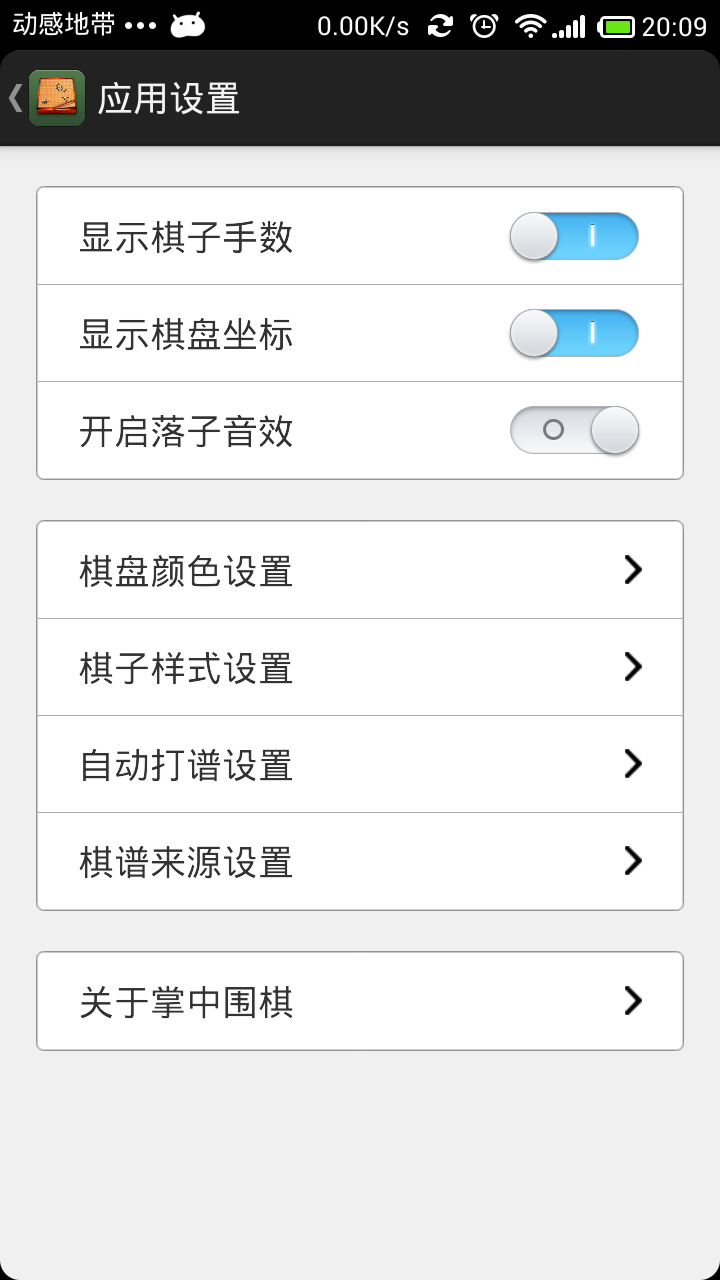 动感地带 ••• 0.00K/s 20:09
应用设置
显示棋子手数
显示棋盘坐标
开启落子音效
棋盘颜色设置
棋子样式设置
自动打谱设置
棋谱来源设置
关于掌中围棋